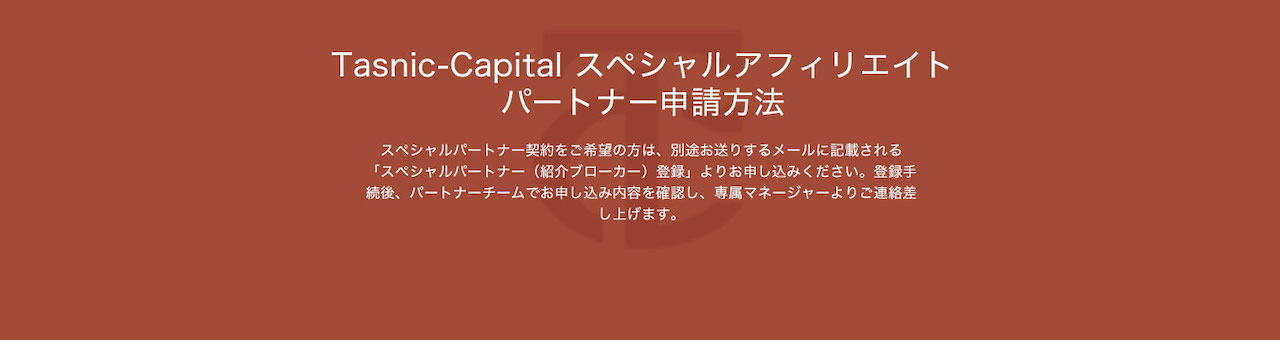 Tasnic-Capital スペシャルアフィリエイト
パートナー申請方法
スペシャルパートナー契約をご希望の方は、別途お送りするメールに記載される
「スペシャルパートナー（紹介ブローカー）登録」よりお申し込みください。登録手
続後、パートナーチームでお申し込み内容を確認し、専属マネージャーよりご連絡差
し上げます。